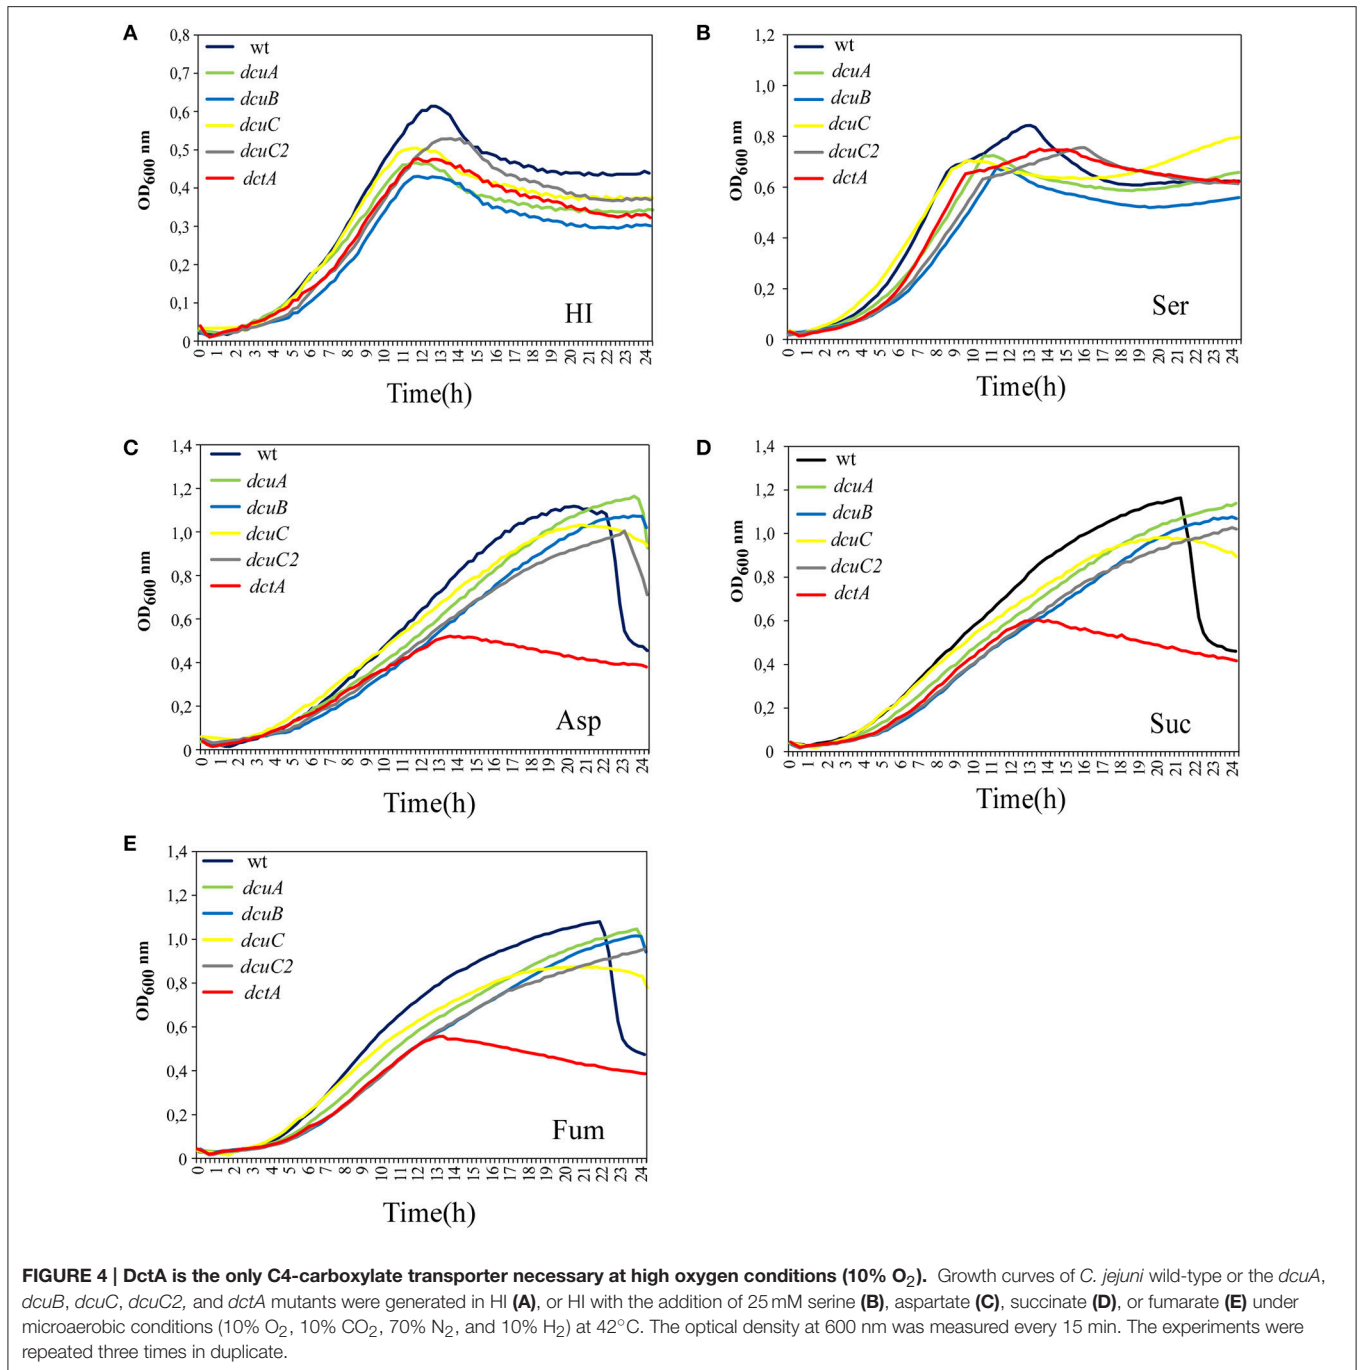 A
0,8
0,7
0,6
0,5
0,4
0,3
0,2
0,1
0
OD600 nm
wt
dcuA
dcuB
dcuC
dcuC2
dctA
HI
0 1 2 3 4 5 6 7 8 9 10 11 12 13 14 15 16 17 18 19 20 21 22 23 24
Time(h)
B
1,2
1,0
0,8
0,6
0,4
0,2
0
OD600 nm
wt
dcuA
dcuB
dcuC
dcuC2
dctA
Ser
0 1 2 3 4 5 6 7 8 9 10 11 12 13 14 15 16 17 18 19 20 21 22 23 24
Time(h)
C
1,4
1,2
1,0
0,8
0,6
0,4
0,2
0
OD600 nm
wt
dcuA
dcuB
dcuC
dcuC2
dctA
Asp
0 1 2 3 4 5 6 7 8 9 10 11 12 13 14 15 16 17 18 19 20 21 22 23 24
Time(h)
D
1,4
1,2
1,0
0,8
0,6
0,4
0,2
0
OD600 nm
wt
dcuA
dcuB
dcuC
dcuC2
dctA
Suc
0 1 2 3 4 5 6 7 8 9 10 11 12 13 14 15 16 17 18 19 20 21 22 23 24
Time(h)
E
1,4
1,2
1,0
0,8
0,6
0,4
0,2
0
OD600 nm
wt
dcuA
dcuB
dcuC
dcuC2
dctA
Fum
0 1 2 3 4 5 6 7 8 9 10 11 12 13 14 15 16 17 18 19 20 21 22 23 24
Time(h)
FIGURE 4 | DctA is the only C4-carboxylate transporter necessary at high oxygen conditions (10% O2). Growth curves of C. jejuni wild-type or the dcuA,
dcuB, dcuC, dcuC2, and dctA mutants were generated in HI (A), or HI with the addition of 25 mM serine (B), aspartate (C), succinate (D), or fumarate (E) under
microaerobic conditions (10% O2, 10% CO2, 70% N2, and 10% H2) at 42°C. The optical density at 600 nm was measured every 15 min. The experiments were
repeated three times in duplicate.